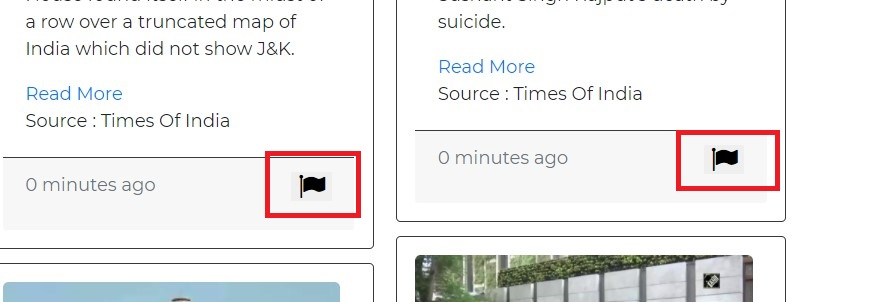 a row over a truncated map of
India which did not show J&K.
Read More
Source : Times Of India
0 minutes ago
suicide.
Read More
Source : Times Of India
0 minutes ago